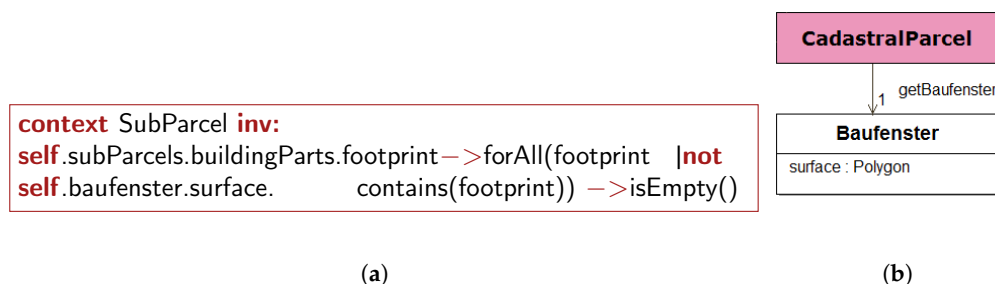 context SubParcel inv:
self.subParcels.buildingParts.footprint−>forAll(footprint |not
self.baufenster.surface. contains(footprint)) −>isEmpty()
(a)
CadastralParcel
1 getBaufenster
Baufenster
surface : Polygon
(b)